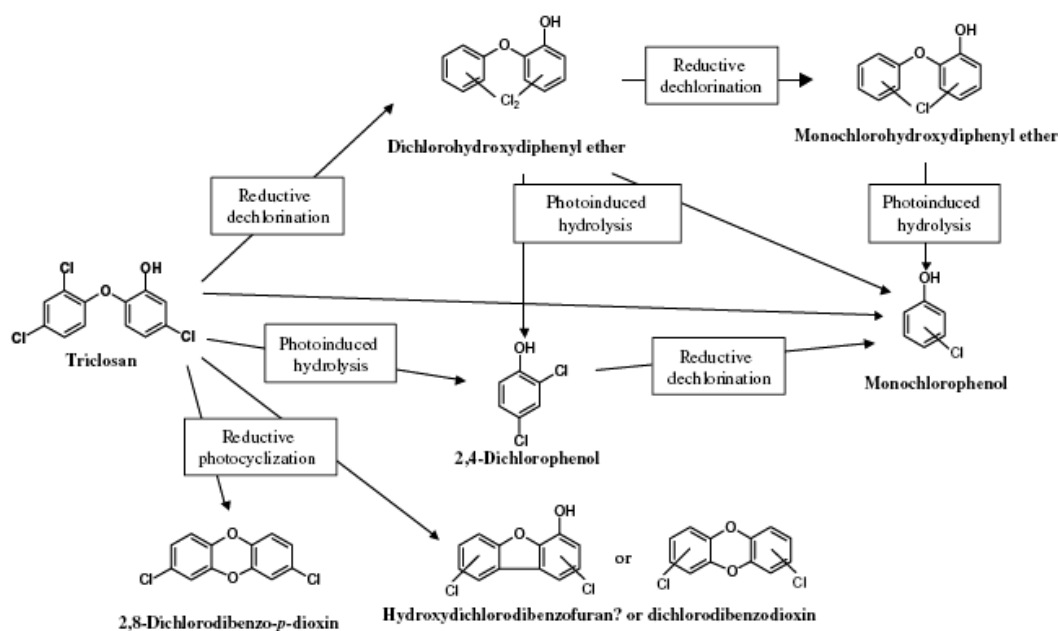 OH
O
Cl2
Dichlorohydroxydiphenyl ether
Reductive
dechlorination
OH
O
Cl
Monochlorohydroxydiphenyl ether
Reductive
dechlorination
Photoinduced
hydrolysis
Photoinduced
hydrolysis
Cl
OH
O
Cl
Cl
Triclosan
OH
Cl
Monochlorophenol
Photoinduced
hydrolysis
OH
Cl
Cl
2,4-Dichlorophenol
Reductive
dechlorination
Reductive
photocyclization
O
O
Cl
Cl
2,8-Dichlorodibenzo-p-dioxin
OH
O
Cl
Cl
or
O
O
Cl
Cl
Hydroxydichlorodibenzofuran? or dichlorodibenzodioxin